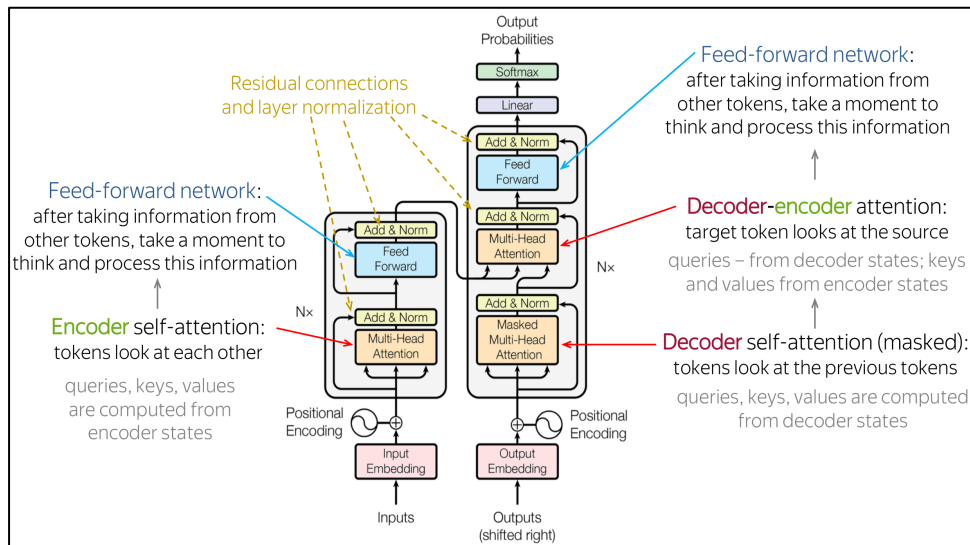 Output
Probabilities
Softmax
Linear
Add & Norm
Feed
Forward
Add & Norm
Multi-Head
Attention
Add & Norm
Masked
Multi-Head
Attention
N×
Positional
Encoding
Output
Embedding
Outputs
(shifted right)
Residual connections
and layer normalization
Add & Norm
Feed
Forward
Add & Norm
Multi-Head
Attention
N×
Positional
Encoding
Input
Embedding
Inputs
Feed-forward network:
after taking information from
other tokens, take a moment to
think and process this information
Encoder self-attention:
tokens look at each other
queries, keys, values
are computed from
encoder states
Feed-forward network:
after taking information from
other tokens, take a moment to
think and process this information
Decoder-encoder attention:
target token looks at the source
queries – from decoder states; keys
and values from encoder states
Decoder self-attention (masked):
tokens look at the previous tokens
queries, keys, values are computed
from decoder states